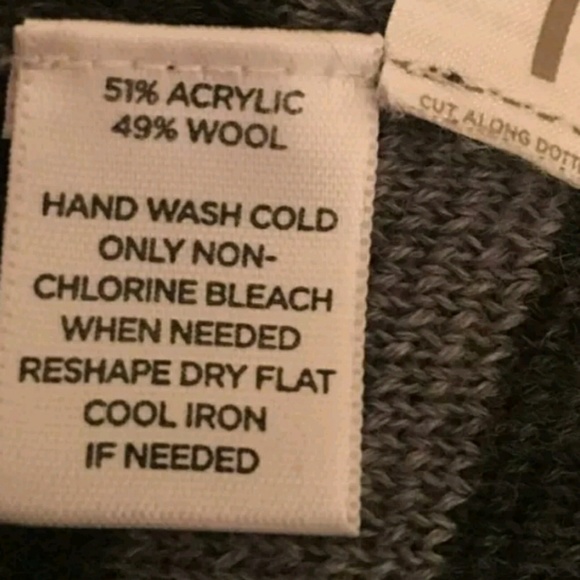 51% ACRYLIC
49% WOOL
HAND WASH COLD
ONLY NON-
CHLORINE BLEACH
WHEN NEEDED
RESHAPE DRY FLAT
COOL IRON
IF NEEDED
CUT ALONG